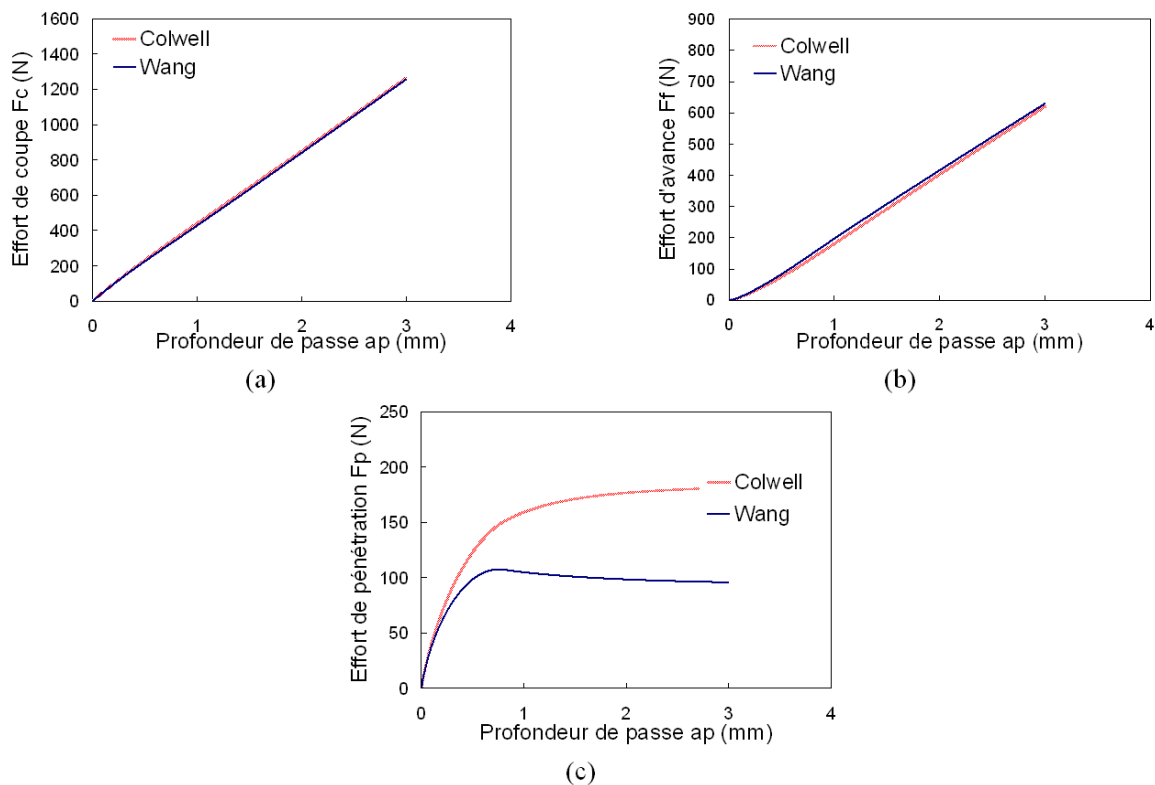 1600
1400
1200
1000
800
600
400
200
0
Effort de coupe Fc (N)
Colwell
Wang
0 1 2 3 4
Profondeur de passe ap (mm)
(a)
900
800
700
600
500
400
300
200
100
0
Effort d'avance Ff (N)
Colwell
Wang
0 1 2 3 4
Profondeur de passe ap (mm)
(b)
250
200
150
100
50
0
Effort de pénétration Fp (N)
Colwell
Wang
0 1 2 3 4
Profondeur de passe ap (mm)
(c)